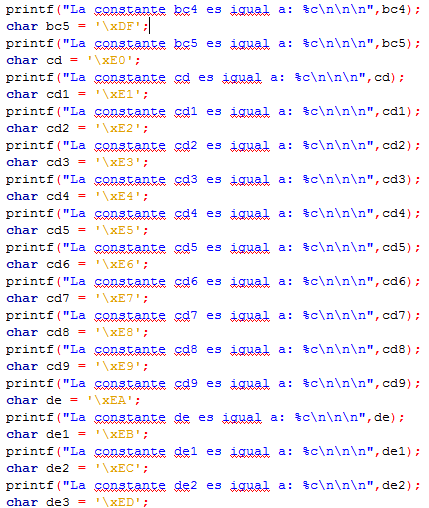 printf("La constante bc4 es igual a: %c\n\n\n",bc4);
char bc5 = '\xDF';
printf("La constante bc5 es igual a: %c\n\n\n",bc5);
char cd = '\xE0';
printf("La constante cd es igual a: %c\n\n\n",cd);
char cd1 = '\xE1';
printf("La constante cd1 es igual a: %c\n\n\n",cd1);
char cd2 = '\xE2';
printf("La constante cd2 es igual a: %c\n\n\n",cd2);
char cd3 = '\xE3';
printf("La constante cd3 es igual a: %c\n\n\n",cd3);
char cd4 = '\xE4';
printf("La constante cd4 es igual a: %c\n\n\n",cd4);
char cd5 = '\xE5';
printf("La constante cd5 es igual a: %c\n\n\n",cd5);
char cd6 = '\xE6';
printf("La constante cd6 es igual a: %c\n\n\n",cd6);
char cd7 = '\xE7';
printf("La constante cd7 es igual a: %c\n\n\n",cd7);
char cd8 = '\xE8';
printf("La constante cd8 es igual a: %c\n\n\n",cd8);
char cd9 = '\xE9';
printf("La constante cd9 es igual a: %c\n\n\n",cd9);
char de = '\xEA';
printf("La constante de es igual a: %c\n\n\n",de);
char de1 = '\xEB';
printf("La constante de1 es igual a: %c\n\n\n",de1);
char de2 = '\xEC';
printf("La constante de2 es igual a: %c\n\n\n",de2);
char de3 = '\xED';